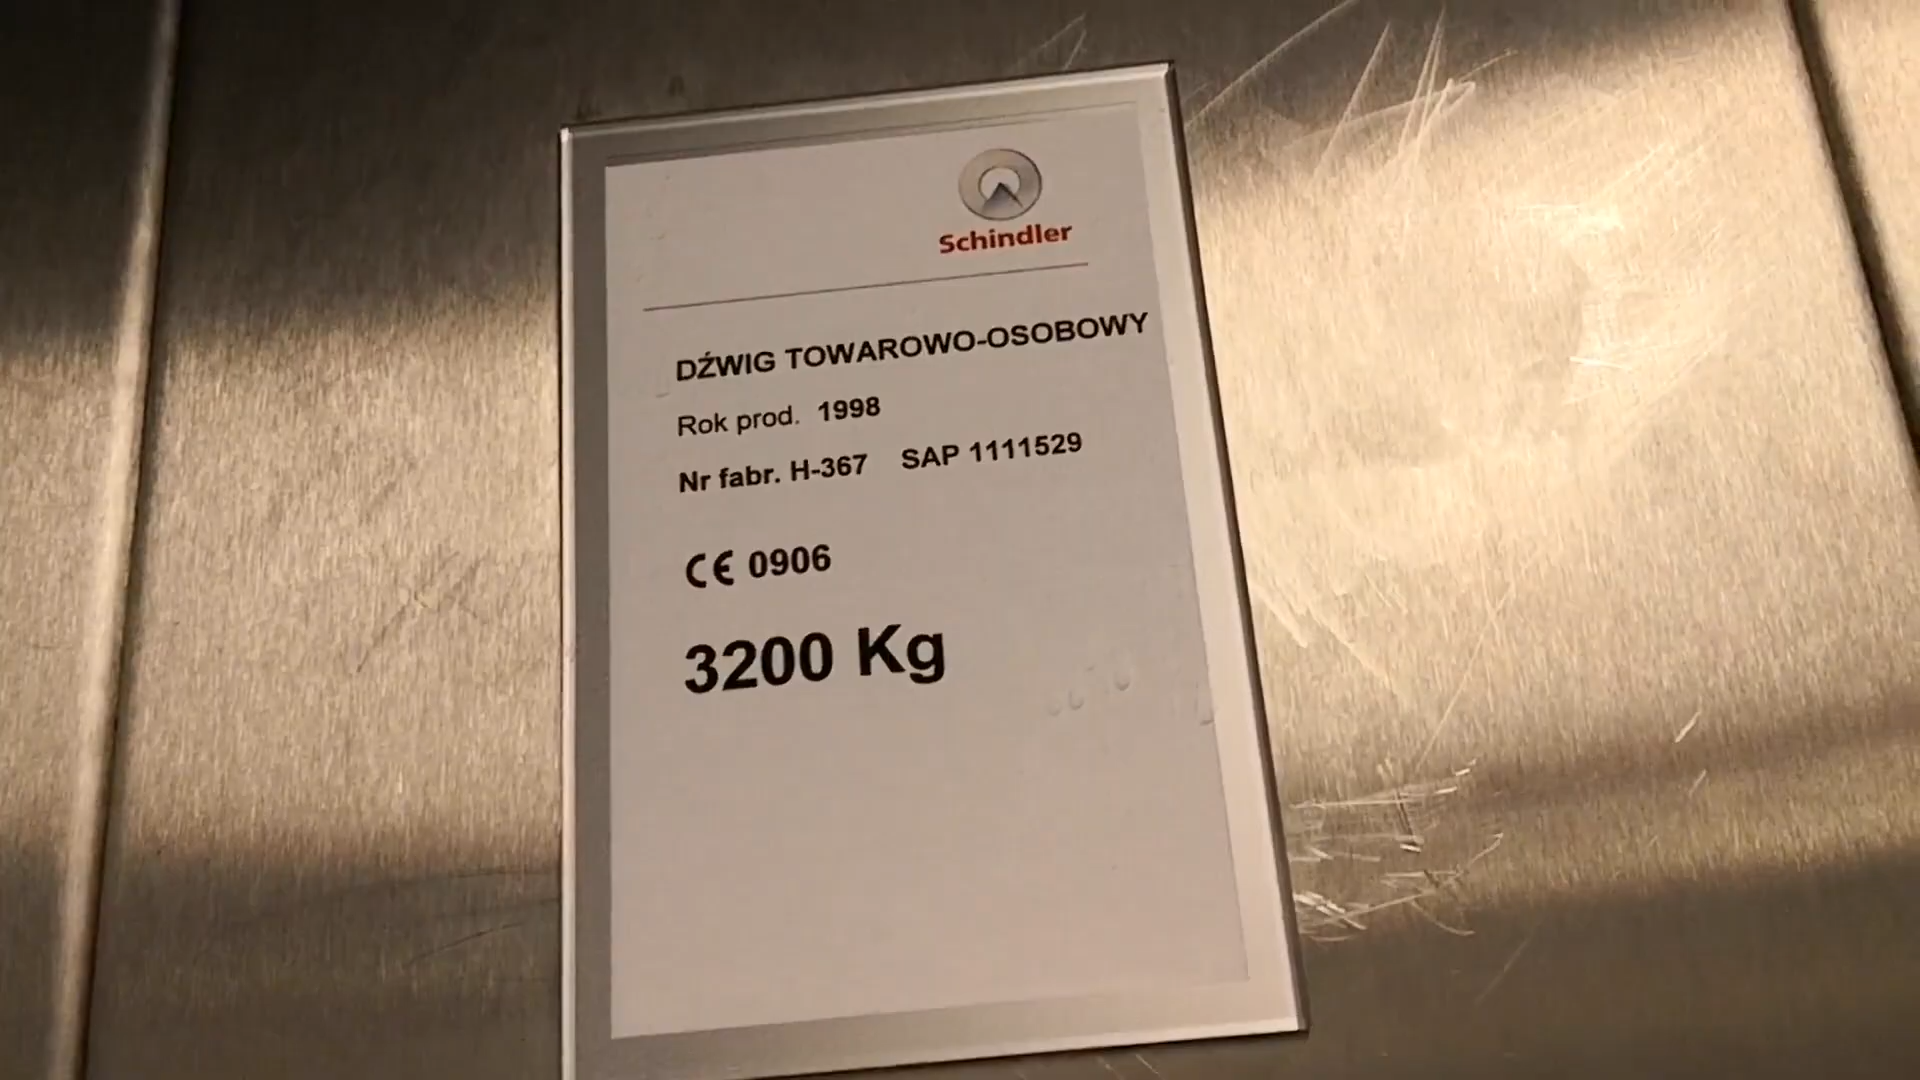 Schindler
DŹWIG TOWAROWO-OSOBOWY
Rok prod. 1998
Nr fabr. H-367 SAP 1111529
CE 0906
3200 Kg